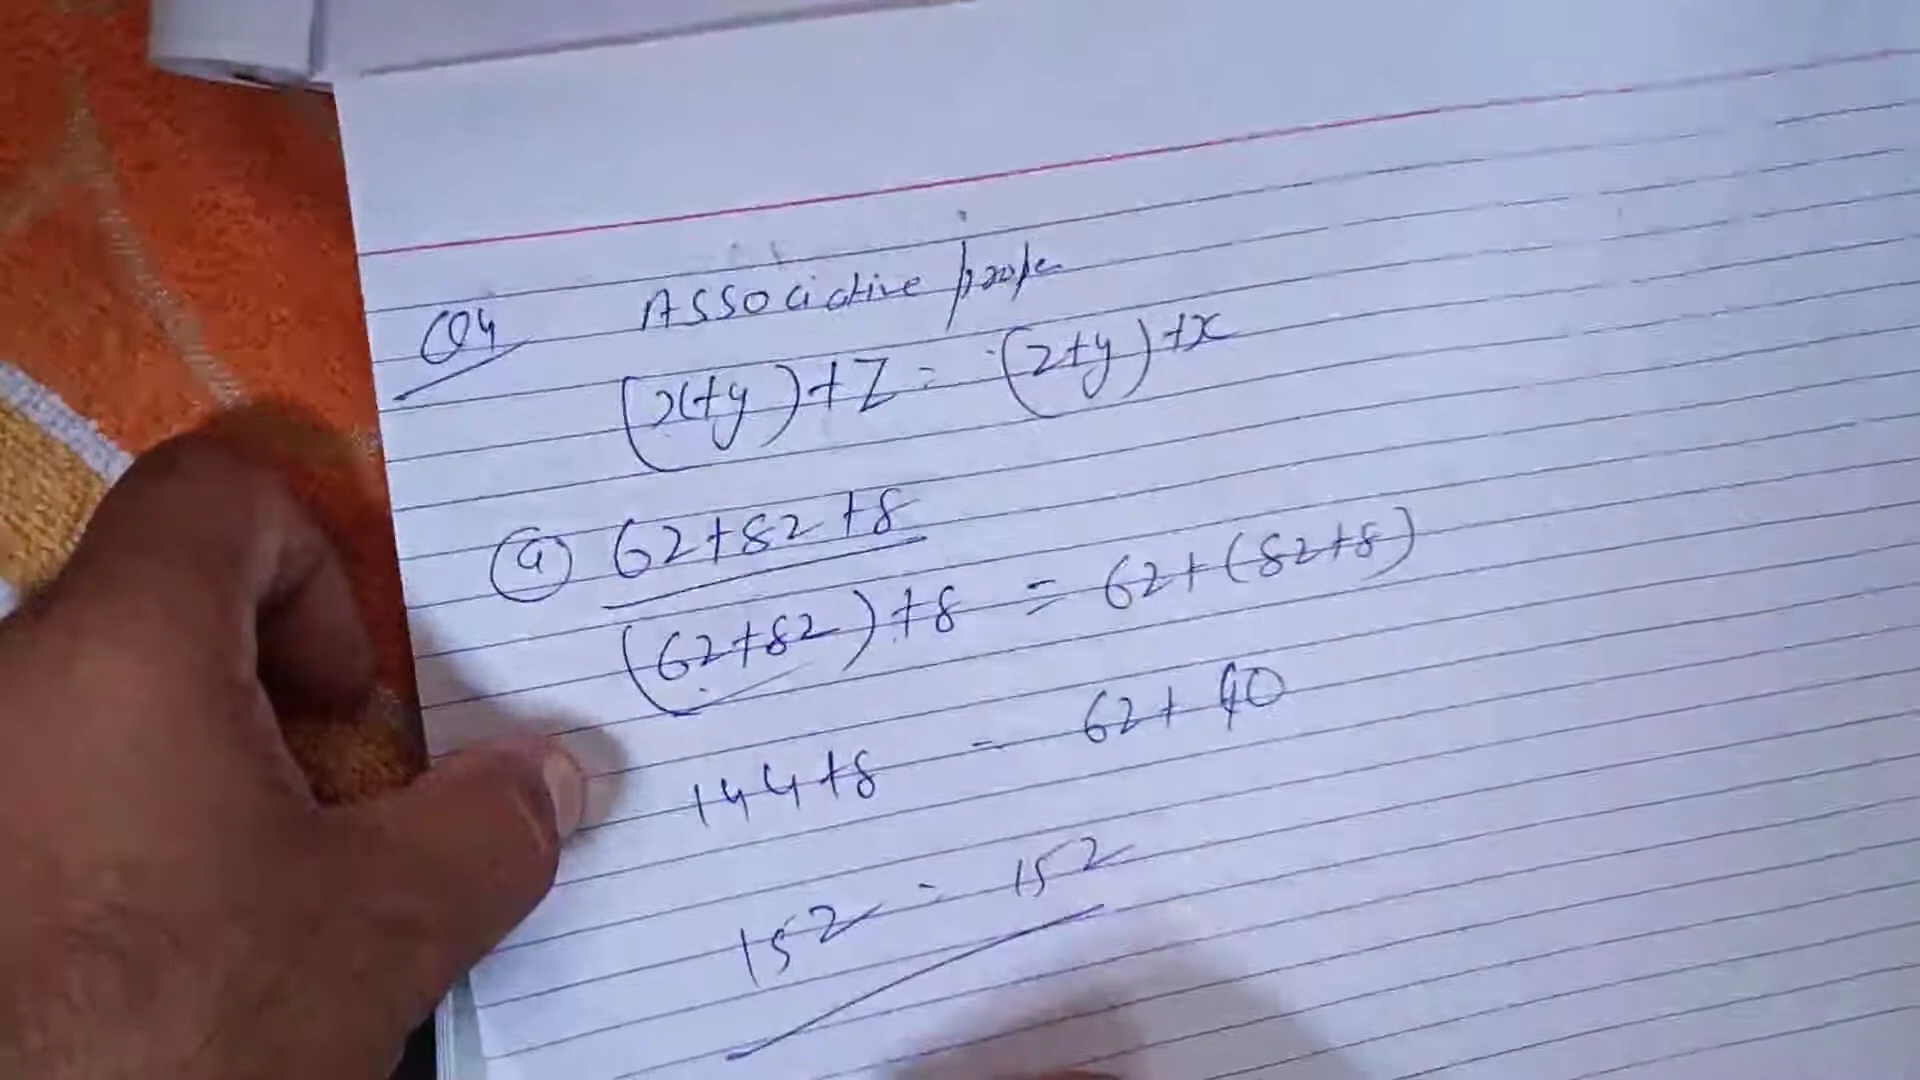 Q4 Associative prope
(x+y)+z = (z+y)+x
(a) 62+82+8
(62+82)+8 = 62+(82+8)
144+8 = 62+90
152 = 152